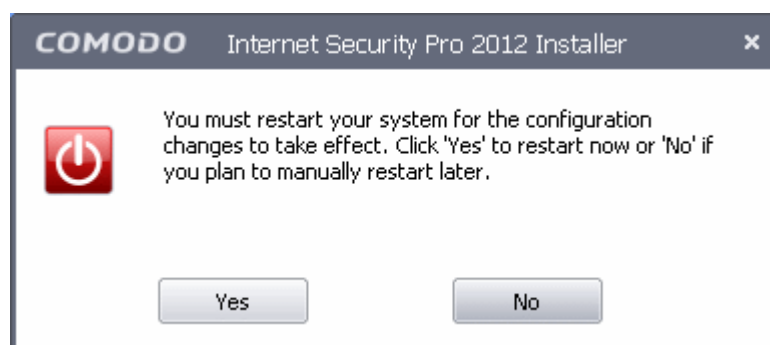 COMODO Internet Security Pro 2012 Installer
You must restart your system for the configuration
changes to take effect. Click 'Yes' to restart now or 'No' if
you plan to manually restart later.
Yes No